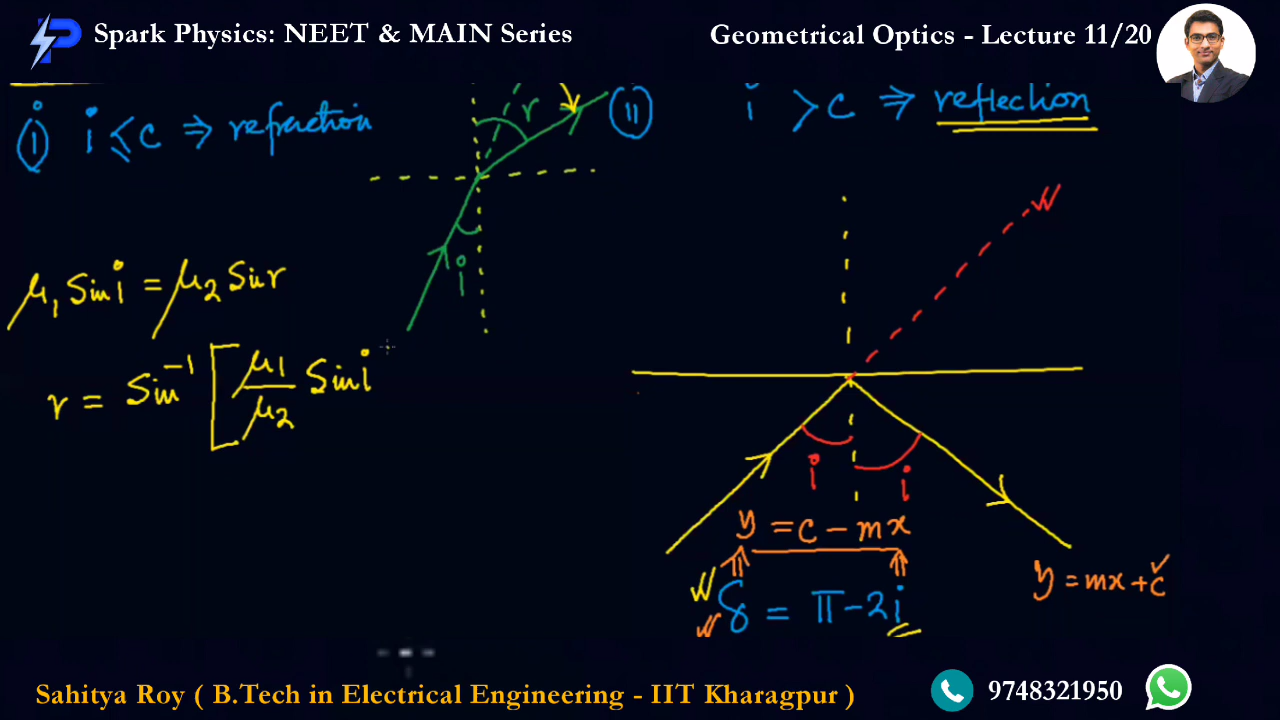 Spark Physics: NEET & MAIN Series
Geometrical Optics - Lecture 11/20
(i) i ≤ c ⇒ refraction
r
i
(ii) i > c ⇒ reflection
μ₁ sin i = μ₂ sin r
r = sin⁻¹ [ μ₁/μ₂ sin i
i
i
y = c - mx
y = mx + c
δ = π - 2i
Sahitya Roy ( B.Tech in Electrical Engineering - IIT Kharagpur )
9748321950